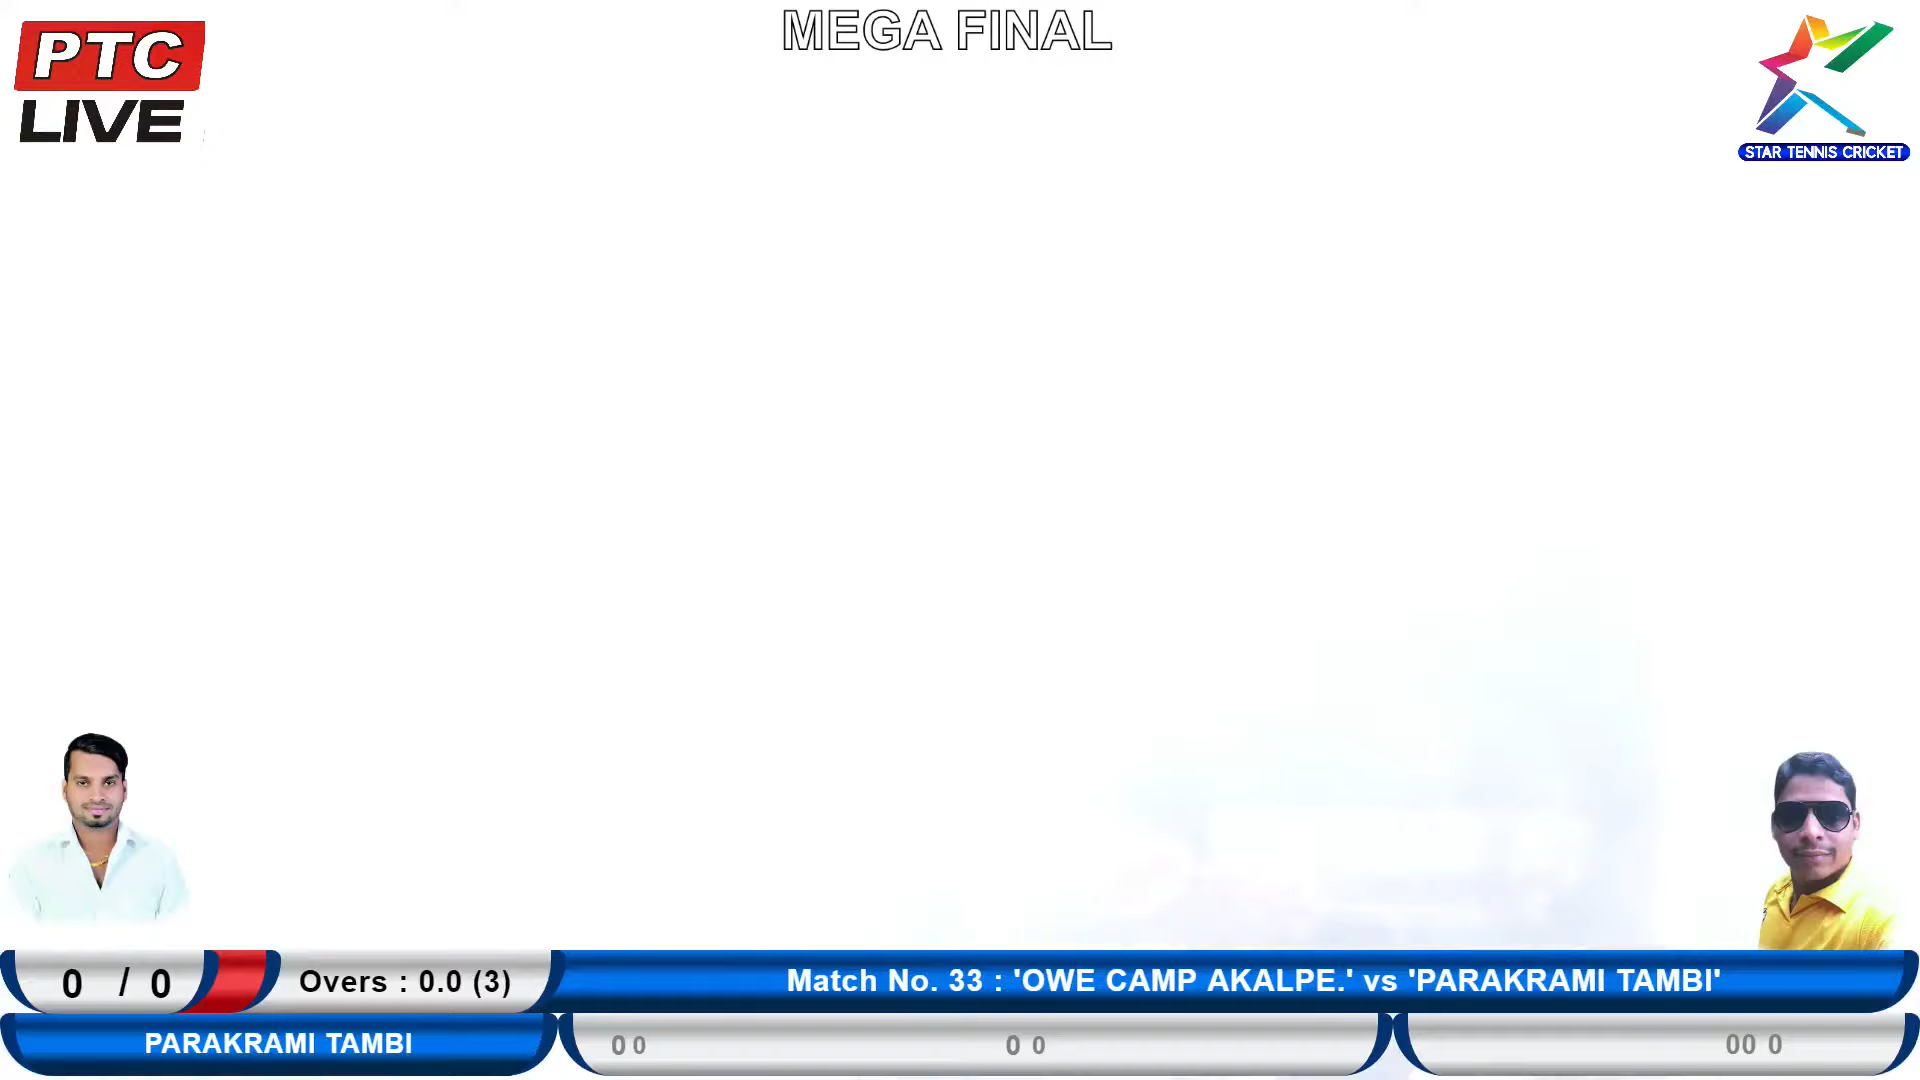 MEGA FINAL
PTC
LIVE
STAR TENNIS CRICKET
0 / 0
Overs : 0.0 (3)
Match No. 33 : 'OWE CAMP AKALPE.' vs 'PARAKRAMI TAMBI'
PARAKRAMI TAMBI
0 0
0 0
00 0